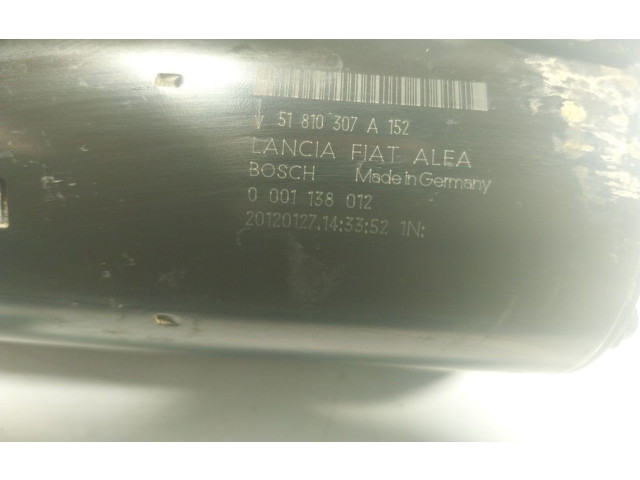 V 51 810 307 A 152
LANCIA FIAT ALFA
BOSCH Made in Germany
0 001 138 012
20120127.14:33:52 1N: